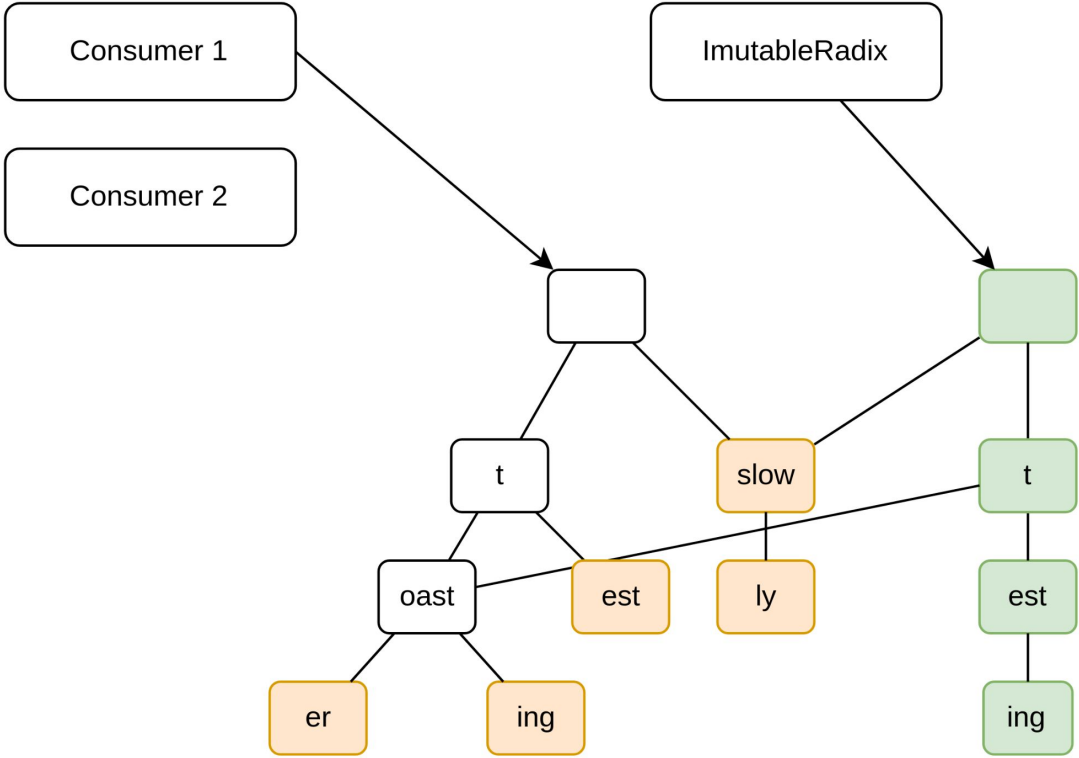 Consumer 1
ImutableRadix
Consumer 2
t
slow
t
oast
est
ly
est
er
ing
ing